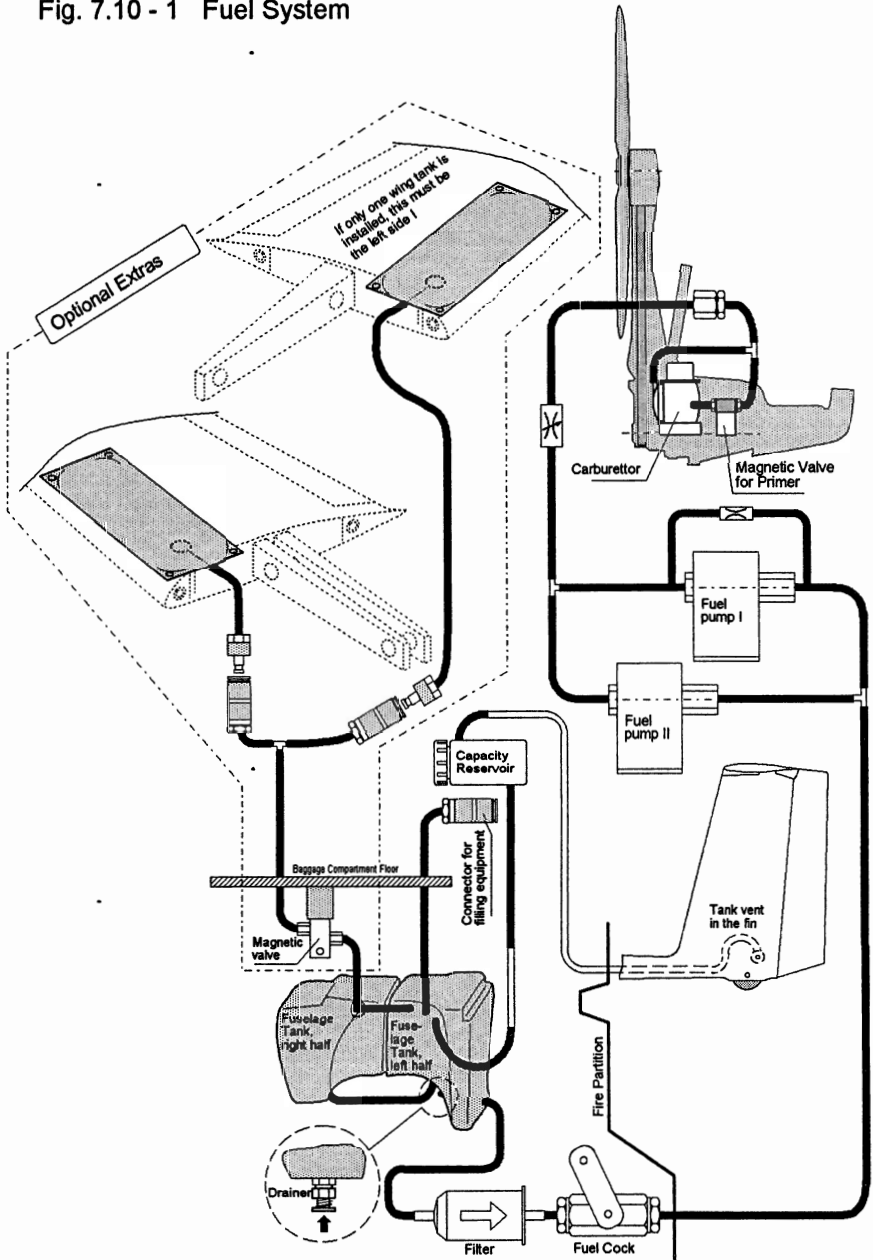 Fig. 7.10 - 1 Fuel System
If only one wing tank is
installed, this must be
the left side !
Optional Extras
Carburettor
Magnetic Valve
for Primer
Fuel
pump I
Fuel
pump II
Capacity
Reservoir
Connector for
filling equipment
Baggage Compartment Floor
Magnetic
valve
Tank vent
in the fin
Fuselage
Tank,
right half
Fuse-
lage
Tank,
left half
Fire Partition
Drainer
Filter
Fuel Cock